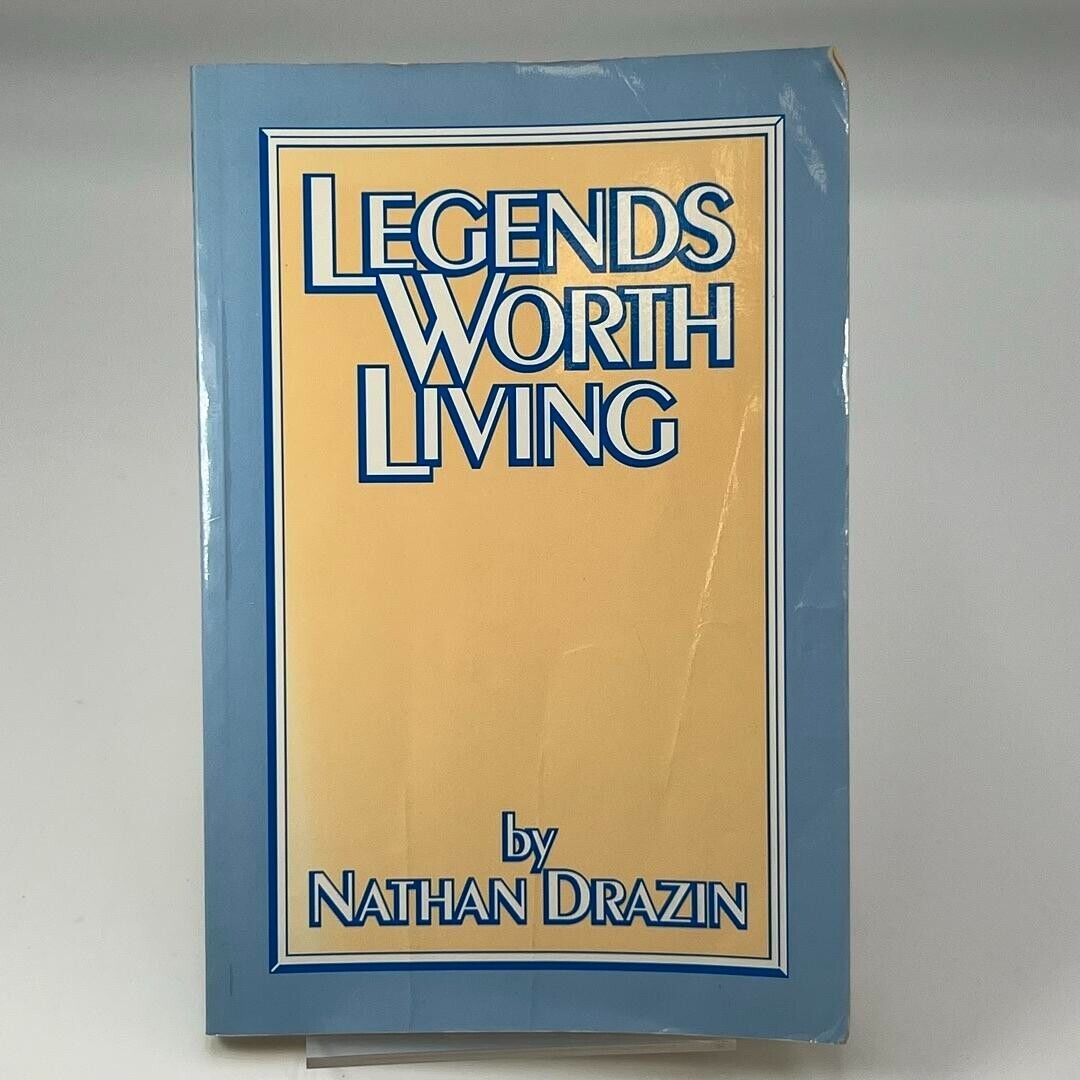 LEGENDS
WORTH
LIVING
by
NATHAN DRAZIN